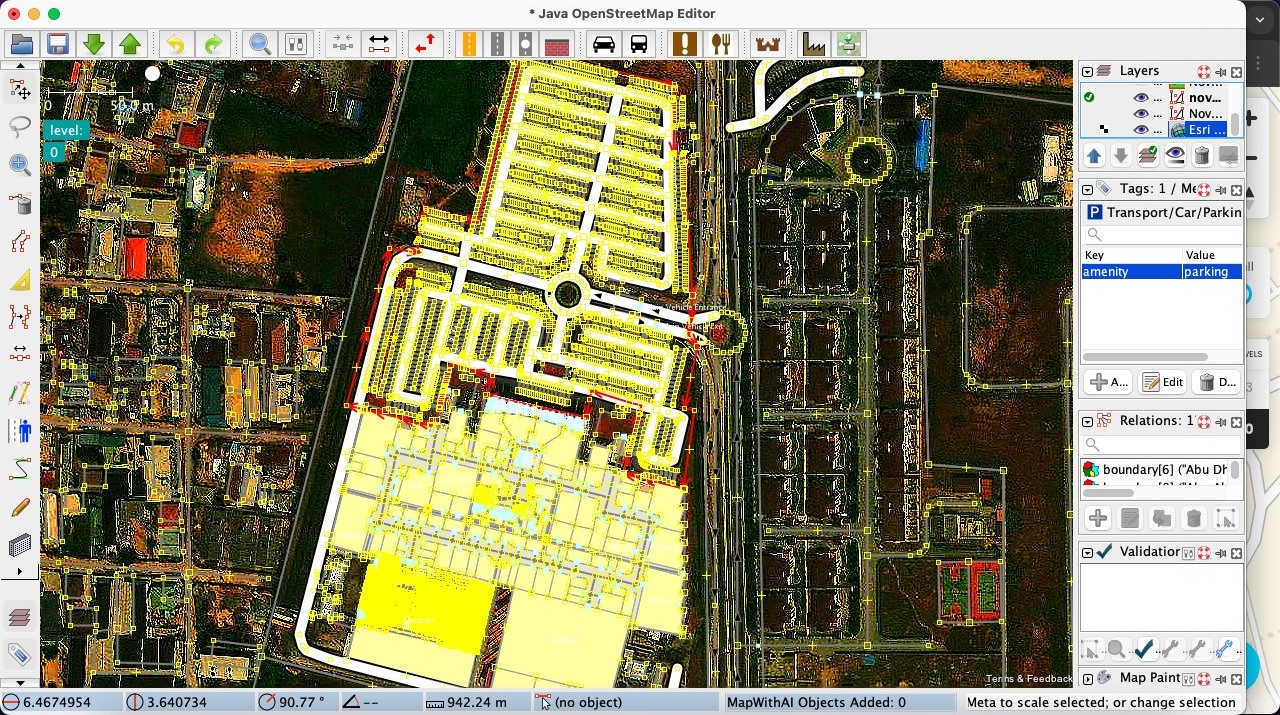 * Java OpenStreetMap Editor
0
50.0 m
level:
0
Vehicle Entrance
Layers
nov...
Nov...
Esri ...
Tags: 1 / Me
P Transport/Car/Parkin
Key Value
amenity parking
A... Edit D...
Relations: 1
boundary[6] ("Abu Dh
Validation
Map Paint
Terms & Feedback
6.4674954 3.640734 90.77 ° -- 942.24 m (no object) MapWithAI Objects Added: 0 Meta to scale selected; or change selection